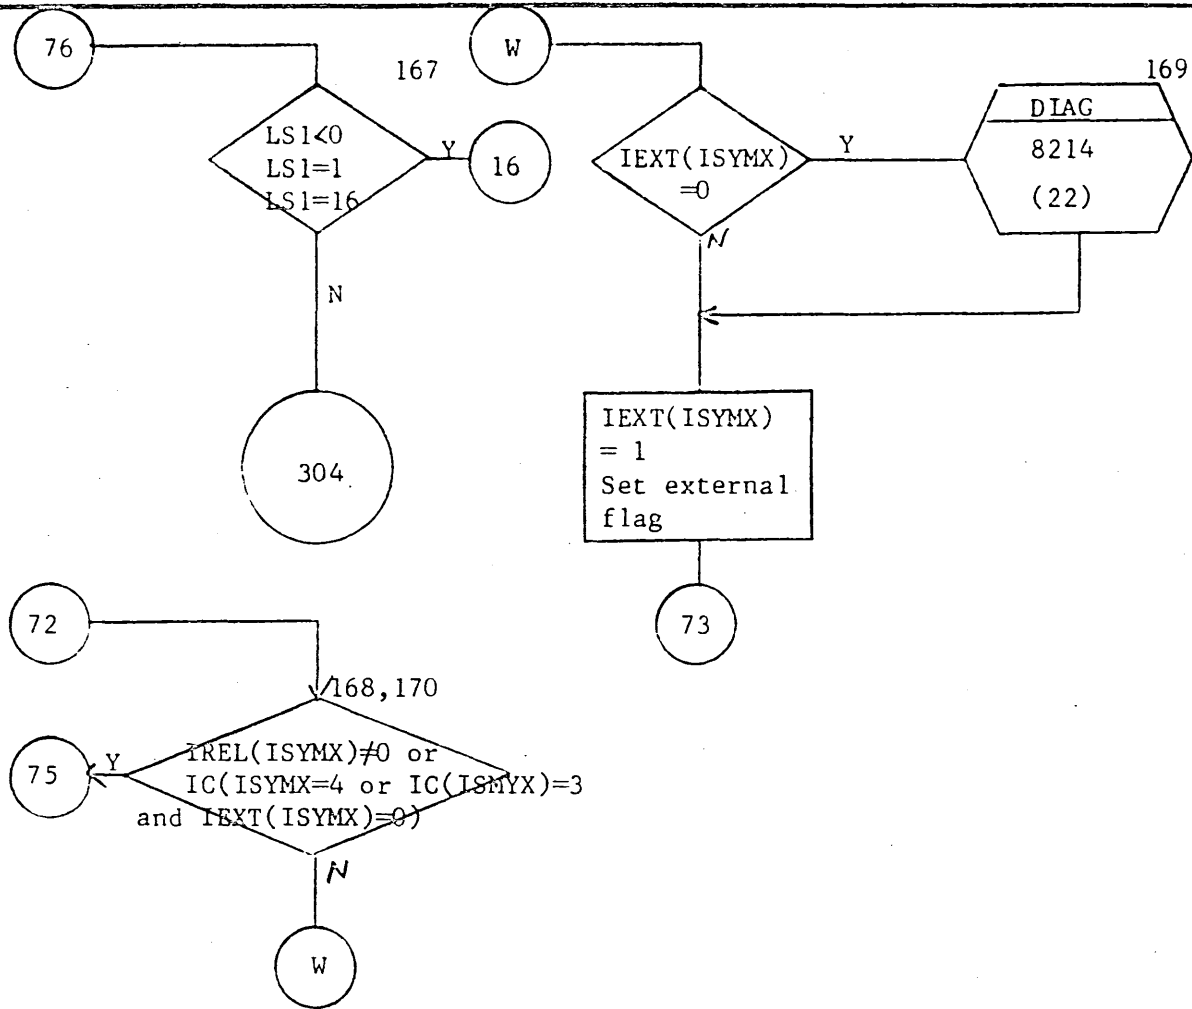 76
167
LS1<0
LS1=1
LS1=16
Y
16
N
304
W
IEXT(ISYMX)
=0
Y
169
DIAG
8214
(22)
N
IEXT(ISYMX)
= 1
Set external
flag
73
72
168,170
IREL(ISYMX)≠0 or
IC(ISYMX=4 or IC(ISMYX)=3
and IEXT(ISYMX)=0)
Y
75
N
W